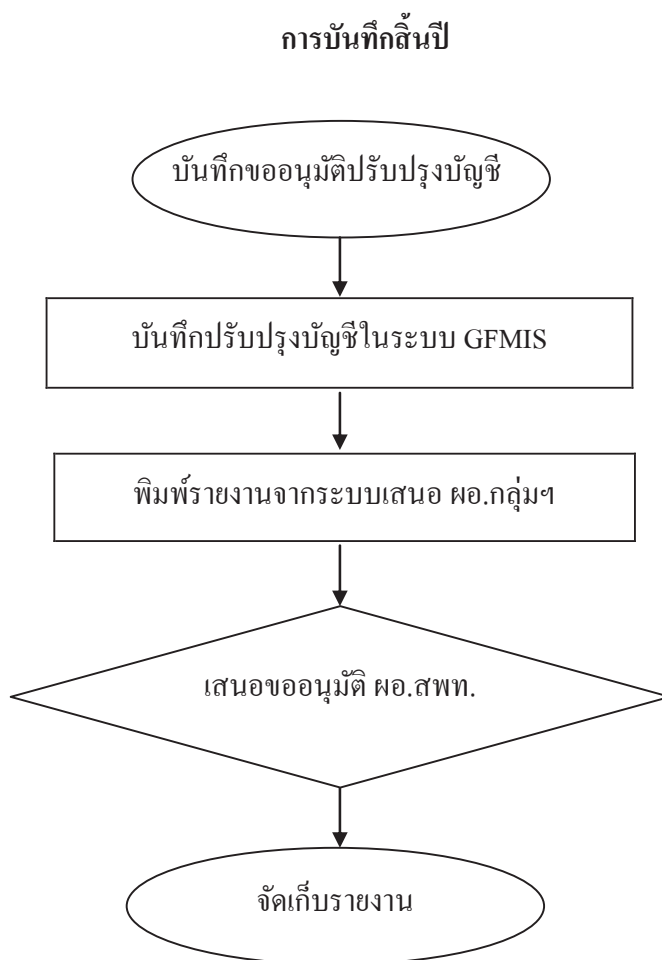 การบันทึกสิ้นปี
บันทึกขออนุมัติปรับปรุงบัญชี
บันทึกปรับปรุงบัญชีในระบบ GFMIS
พิมพ์รายงานจากระบบเสนอ ผอ.กลุ่มฯ
เสนอขออนุมัติ ผอ.สพท.
จัดเก็บรายงาน